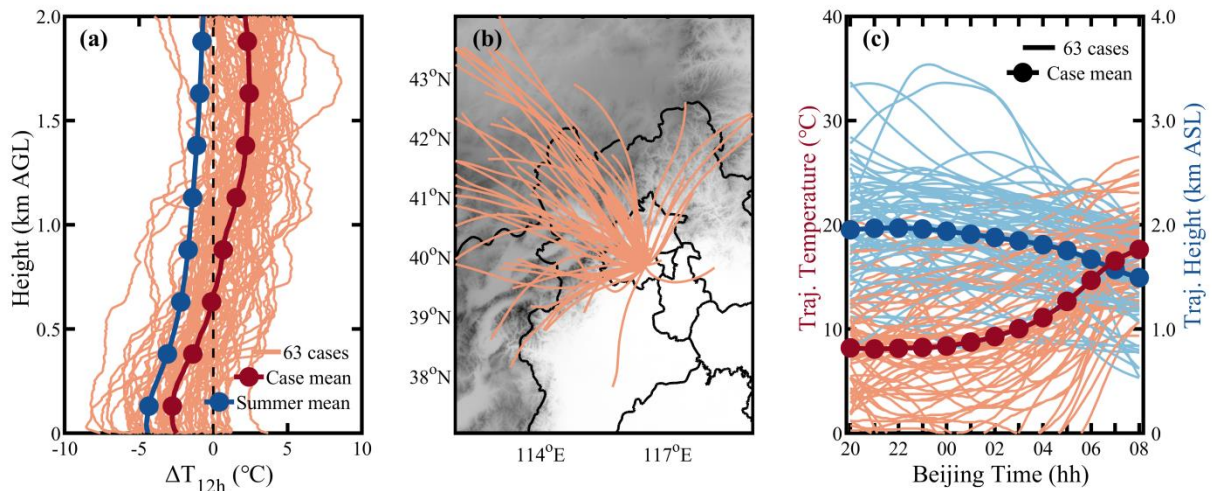 (a)
2.0
1.5
1.0
0.5
0
Height (km AGL)
63 cases
Case mean
Summer mean
-10 -5 0 5 10
ΔT12h (°C)
(b)
43°N
42°N
41°N
40°N
39°N
38°N
114°E 117°E
(c)
63 cases
Case mean
40
30
20
10
0
Traj. Temperature (°C)
4.0
3.0
2.0
1.0
0
Traj. Height (km ASL)
20 22 00 02 04 06 08
Beijing Time (hh)